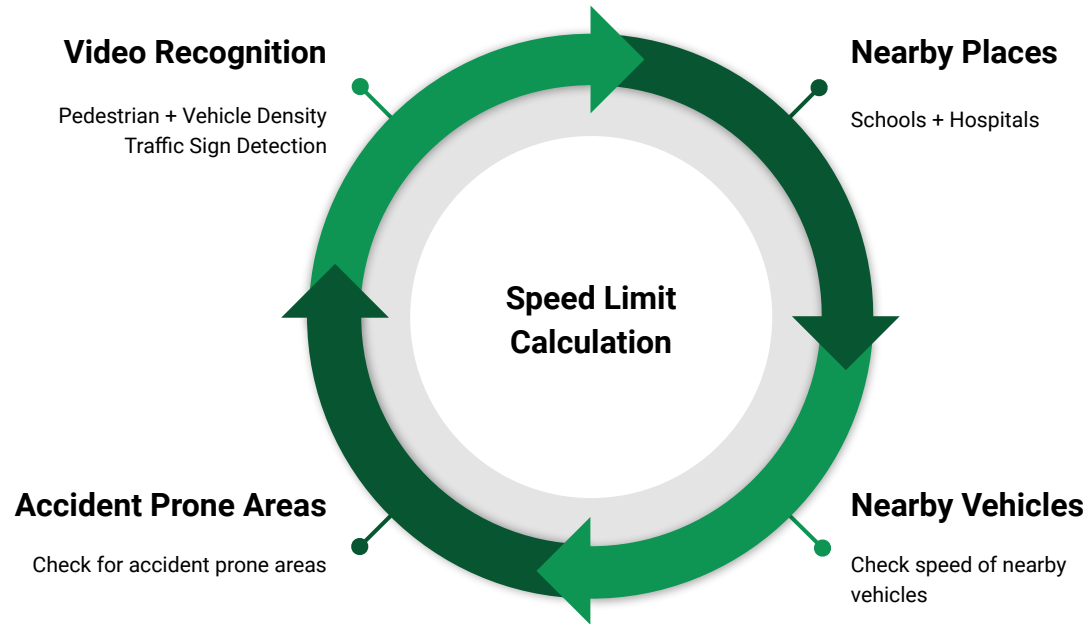 Video Recognition
Pedestrian + Vehicle Density
Traffic Sign Detection
Nearby Places
Schools + Hospitals
Speed Limit
Calculation
Accident Prone Areas
Check for accident prone areas
Nearby Vehicles
Check speed of nearby
vehicles